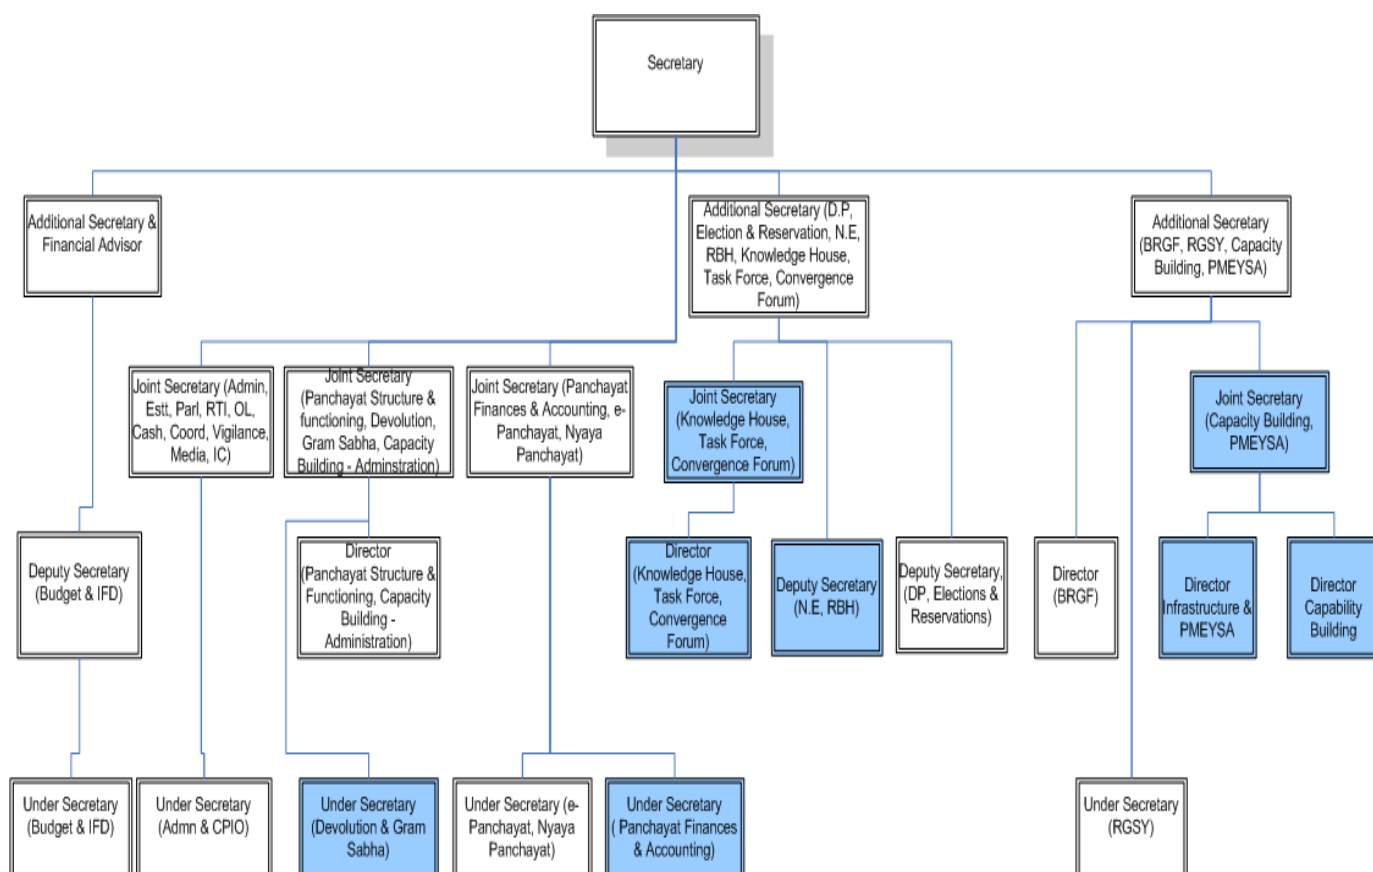 Secretary
Additional Secretary &
Financial Advisor
Additional Secretary (D.P,
Election & Reservation, N.E,
RBH, Knowledge House,
Task Force, Convergence
Forum)
Additional Secretary
(BRGF, RGSY, Capacity
Building, PMEYSA)
Joint Secretary (Admin,
Estt, Parl, RTI, OL,
Cash, Coord, Vigilance,
Media, IC)
Joint Secretary
(Panchayat Structure &
functioning, Devolution,
Gram Sabha, Capacity
Building - Adminstration)
Joint Secretary (Panchayat
Finances & Accounting, e-
Panchayat, Nyaya
Panchayat)
Joint Secretary
(Knowledge House,
Task Force,
Convergence Forum)
Joint Secretary
(Capacity Building,
PMEYSA)
Deputy Secretary
(Budget & IFD)
Director
(Panchayat Structure &
Functioning, Capacity
Building -
Administration)
Director
(Knowledge House,
Task Force,
Convergence
Forum)
Deputy Secretary
(N.E, RBH)
Deputy Secretary,
(DP, Elections &
Reservations)
Director
(BRGF)
Director
Infrastructure &
PMEYSA
Director
Capability
Building
Under Secretary
(Budget & IFD)
Under Secretary
(Admn & CPIO)
Under Secretary
(Devolution & Gram
Sabha)
Under Secretary (e-
Panchayat, Nyaya
Panchayat)
Under Secretary
( Panchayat Finances
& Accounting)
Under Secretary
(RGSY)